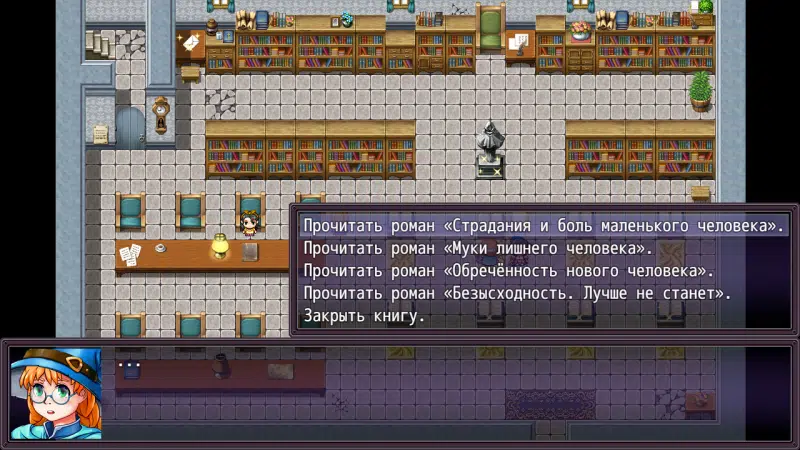 Прочитать роман «Страдания и боль маленького человека».
Прочитать роман «Муки лишнего человека».
Прочитать роман «Обречённость нового человека».
Прочитать роман «Безысходность. Лучше не станет».
Закрыть книгу.
...